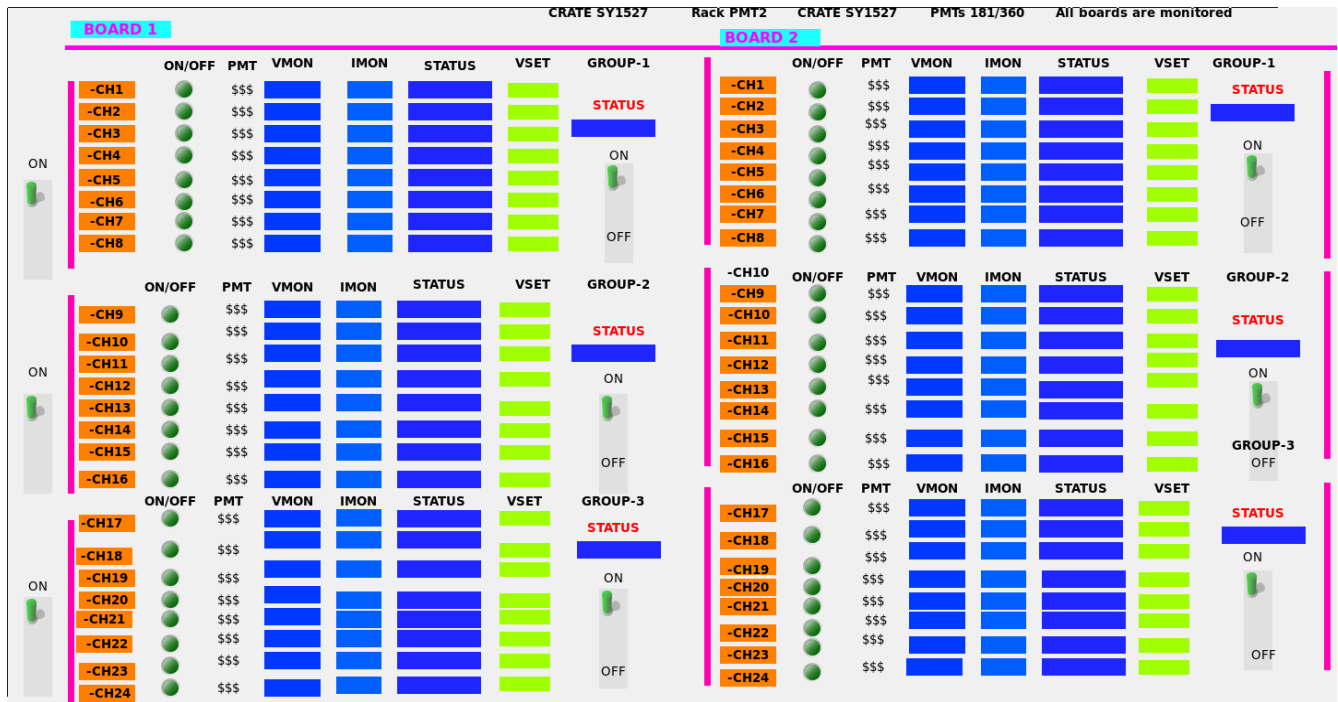 CRATE SY1527 Rack PMT2 CRATE SY1527 PMTs 181/360 All boards are monitored
BOARD 1
ON/OFF PMT VMON IMON STATUS VSET GROUP-1
-CH1 $$$
STATUS
-CH2 $$$
-CH3 $$$
ON
-CH4 $$$
ON
-CH5 $$$
-CH6 $$$
-CH7 $$$
-CH8 $$$
OFF
ON/OFF PMT VMON IMON STATUS VSET GROUP-2
-CH9 $$$
$$$
STATUS
-CH10
-CH11 $$$
ON
ON
-CH12 $$$
-CH13 $$$
-CH14 $$$
-CH15 $$$
OFF
-CH16 $$$
ON/OFF PMT VMON IMON STATUS VSET GROUP-3
-CH17 $$$
STATUS
-CH18 $$$
-CH19 $$$
ON
ON
-CH20 $$$
-CH21 $$$
-CH22 $$$
-CH23 $$$
OFF
-CH24 $$$
BOARD 2
ON/OFF PMT VMON IMON STATUS VSET GROUP-1
-CH1 $$$
STATUS
-CH2 $$$
-CH3 $$$
ON
-CH4 $$$
-CH5 $$$
-CH6 $$$
-CH7 $$$
OFF
-CH8 $$$
-CH10
ON/OFF PMT VMON IMON STATUS VSET GROUP-2
-CH9 $$$
-CH10 $$$
STATUS
-CH11 $$$
-CH12 $$$
ON
-CH13 $$$
-CH14 $$$
-CH15 $$$
GROUP-3
-CH16 $$$
OFF
ON/OFF PMT VMON IMON STATUS VSET
-CH17 $$$
STATUS
-CH18 $$$
$$$
ON
-CH19
-CH20 $$$
-CH21 $$$
$$$
-CH22 $$$
-CH23
OFF
-CH24 $$$